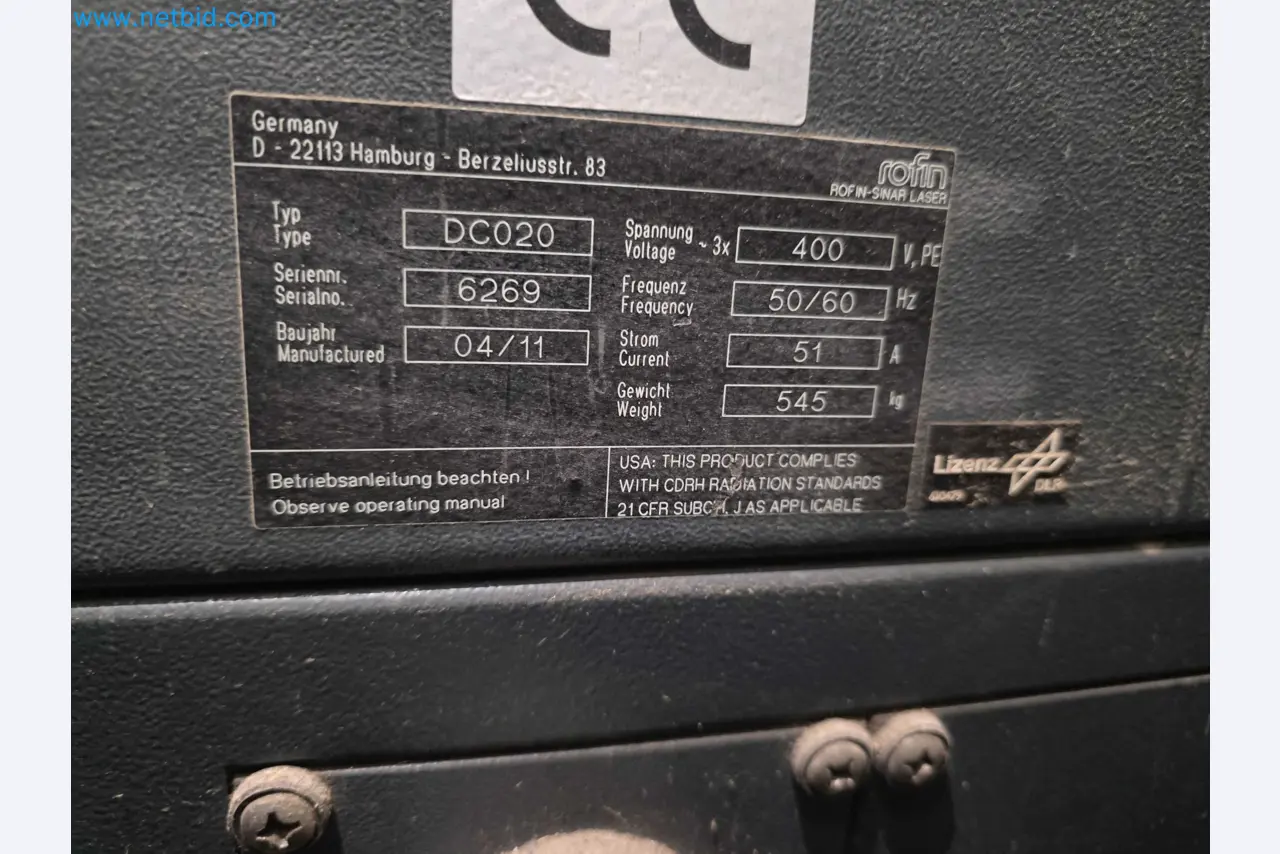 www.netbid.com
CE
Germany
D - 22113 Hamburg - Berzeliusstr. 83
rofin
ROFIN-SINAR LASER
Typ
Type
DC020
Seriennr.
Serialno.
6269
Baujahr
Manufactured
04/11
Spannung
Voltage
~ 3x
400
V, PE
Frequenz
Frequency
50/60
Hz
Strom
Current
51
A
Gewicht
Weight
545
kg
Betriebsanleitung beachten !
Observe operating manual
USA: THIS PRODUCT COMPLIES
WITH CDRH RADIATION STANDARDS
21 CFR SUBCH. J AS APPLICABLE
Lizenz
DLR